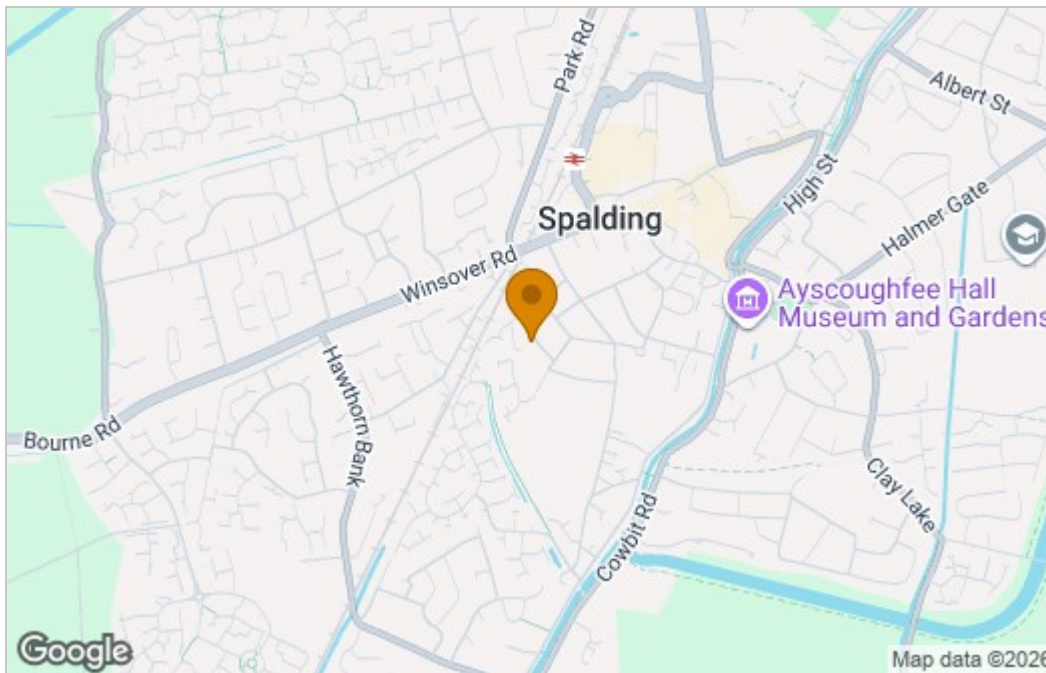 Park Rd
Albert St
High St
Spalding
Halmer Gate
Winsover Rd
Ayscoughfee Hall
Museum and Gardens
Hawthorn Bank
Bourne Rd
Clay Lake
Cowbit Rd
Google
Map data ©2026